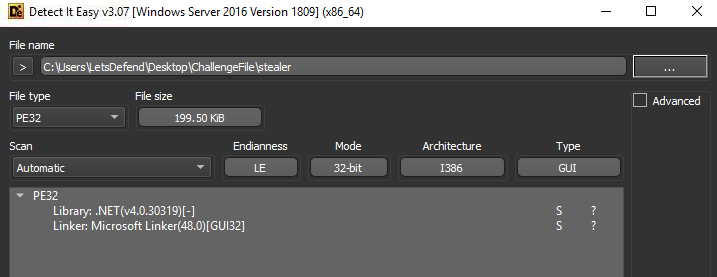 Detect It Easy v3.07 [Windows Server 2016 Version 1809] (x86_64)
File name
> C:\Users\LetsDefend\Desktop\ChallengeFile\stealer ...
File type File size Advanced
PE32 199.50 KiB
Scan Endianness Mode Architecture Type
Automatic LE 32-bit I386 GUI
PE32
Library: .NET(v4.0.30319)[-] S ?
Linker: Microsoft Linker(48.0)[GUI32] S ?